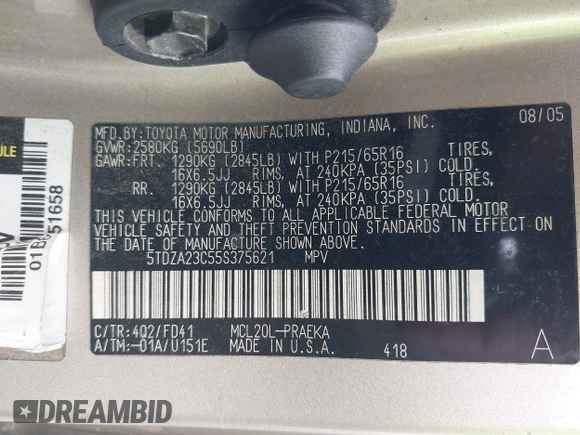 MFD.BY:TOYOTA MOTOR MANUFACTURING, INDIANA, INC. 08/05
GVWR:2580KG (5690LB)
GAWR:FRT. 1290KG (2845LB) WITH P215/65R16 TIRES,
16X6.5JJ RIMS, AT 240KPA (35PSI) COLD.
RR. 1290KG (2845LB) WITH P215/65R16 TIRES,
16X6.5JJ RIMS, AT 240KPA (35PSI) COLD.
THIS VEHICLE CONFORMS TO ALL APPLICABLE FEDERAL MOTOR
VEHICLE SAFETY AND THEFT PREVENTION STANDARDS IN EFFECT
ON THE DATE OF MANUFACTURE SHOWN ABOVE.
5TDZA23C55S375621 MPV
C/TR:4Q2/FD41 MCL20L-PRAEKA
A/TM:-01A/U151E MADE IN U.S.A. 418 A
ULE
51658
DREAMBID